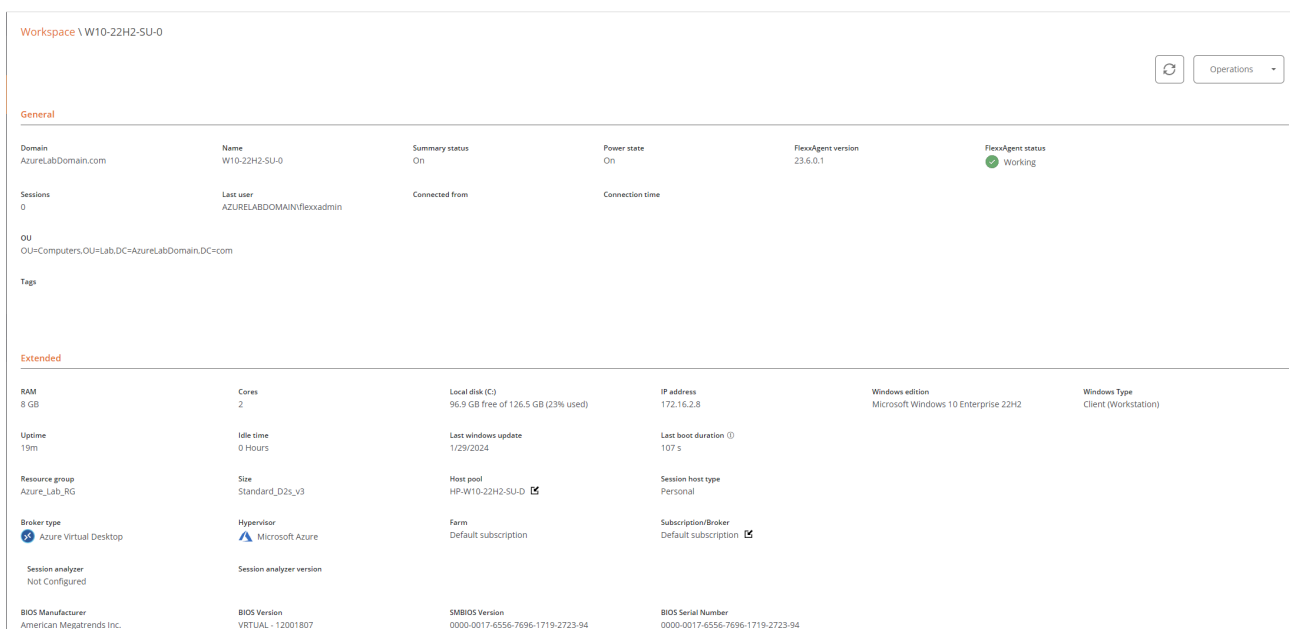 Workspace \ W10-22H2-SU-0
Operations
General
Domain Name Summary status Power state FlexxAgent version FlexxAgent status
AzureLabDomain.com W10-22H2-SU-0 On On 23.6.0.1 Working
Sessions Last user Connected from Connection time
0 AZURELABDOMAIN\flexxadmin
OU
OU=Computers,OU=Lab,DC=AzureLabDomain,DC=com
Tags
Extended
RAM Cores Local disk (C:) IP address Windows edition Windows Type
8 GB 2 96.9 GB free of 126.5 GB (23% used) 172.16.2.8 Microsoft Windows 10 Enterprise 22H2 Client (Workstation)
Uptime Idle time Last windows update Last boot duration
19m 0 Hours 1/29/2024 107 s
Resource group Size Host pool Session host type
Azure_Lab_RG Standard_D2s_v3 HP-W10-22H2-SU-D Personal
Broker type Hypervisor Farm Subscription/Broker
Azure Virtual Desktop Microsoft Azure Default subscription Default subscription
Session analyzer Session analyzer version
Not Configured
BIOS Manufacturer BIOS Version SMBIOS Version BIOS Serial Number
American Megatrends Inc. VRTUAL - 12001807 0000-0017-6556-7696-1719-2723-94 0000-0017-6556-7696-1719-2723-94